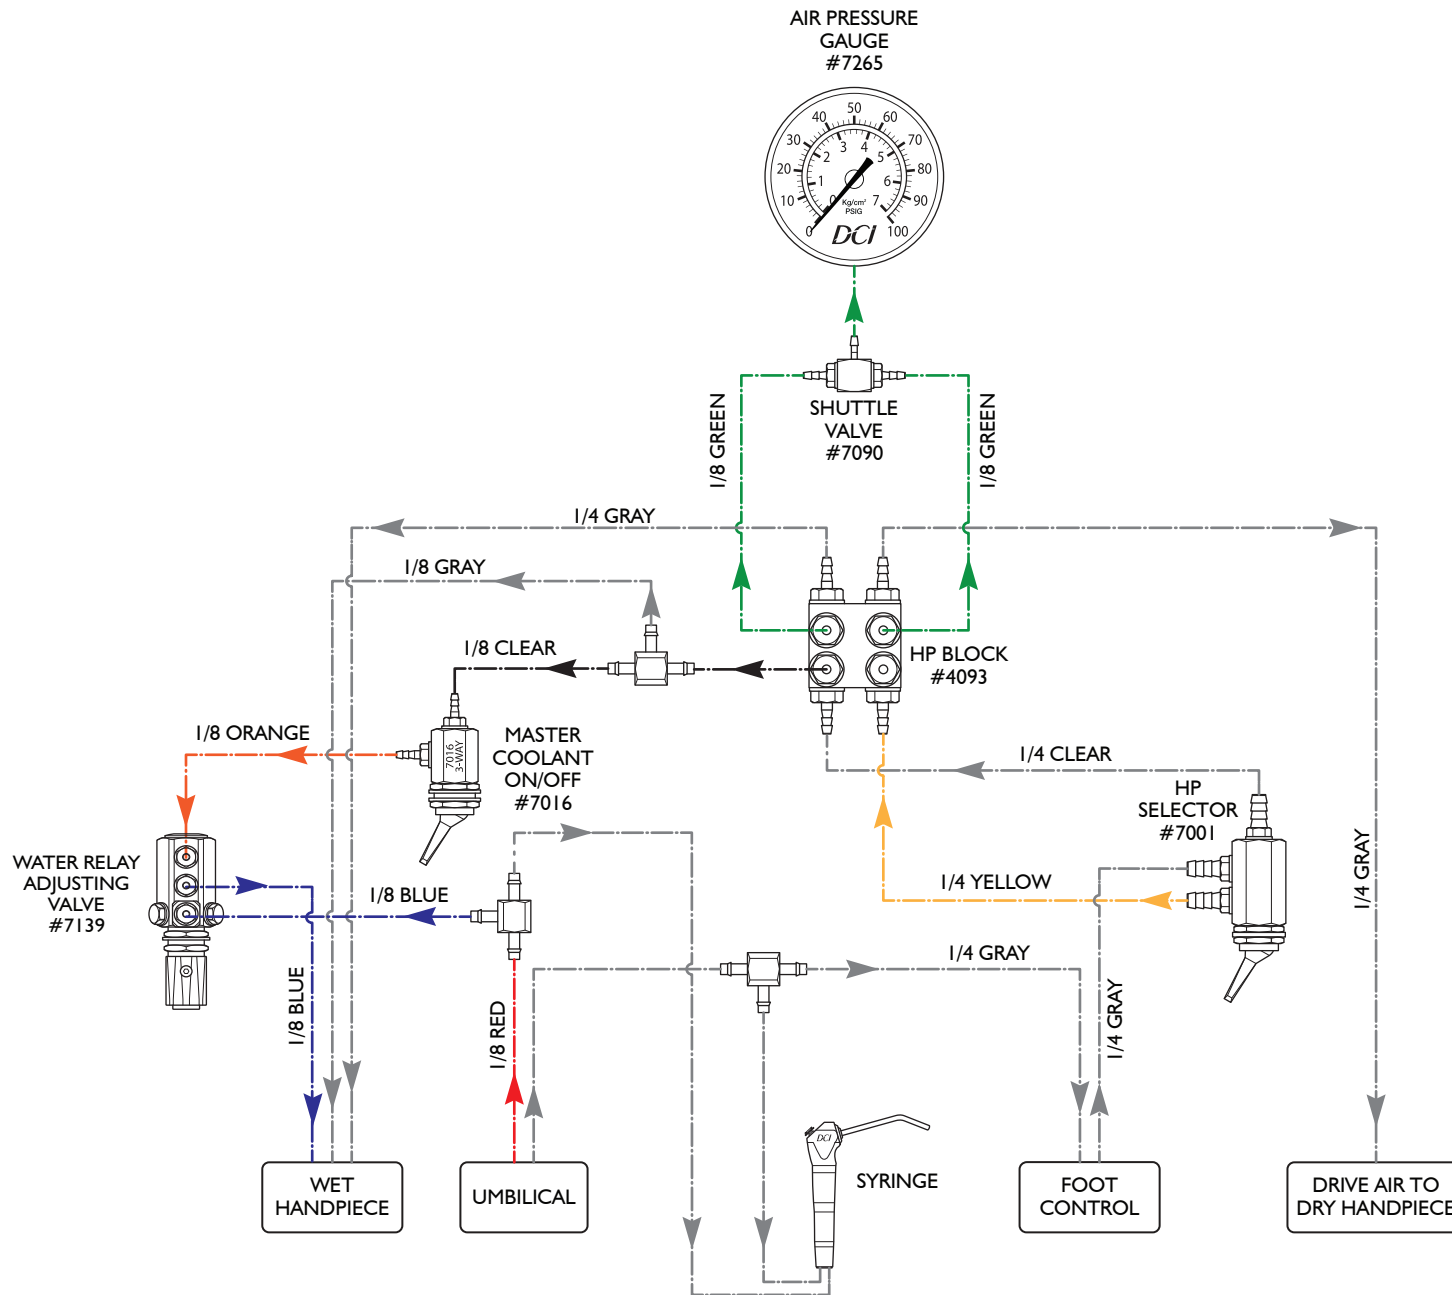 AIR PRESSURE
GAUGE
#7265
0
10
20
30
40
50
60
70
80
90
100
0
1
2
3
4
5
6
7
Kg/cm²
PSIG
DCI
SHUTTLE
VALVE
#7090
1/8 GREEN
1/8 GREEN
1/4 GRAY
1/8 GRAY
1/8 CLEAR
HP BLOCK
#4093
1/8 ORANGE
7016
3-WAY
MASTER
COOLANT
ON/OFF
#7016
1/4 CLEAR
HP
SELECTOR
#7001
1/4 GRAY
WATER RELAY
ADJUSTING
VALVE
#7139
1/8 BLUE
1/4 YELLOW
1/4 GRAY
1/8 BLUE
1/8 RED
1/4 GRAY
DCI
SYRINGE
WET
HANDPIECE
UMBILICAL
FOOT
CONTROL
DRIVE AIR TO
DRY HANDPIECE